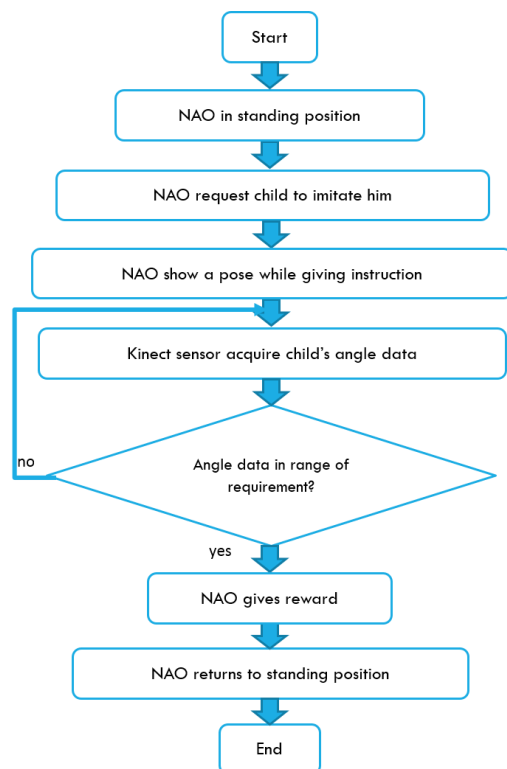 Start
NAO in standing position
NAO request child to imitate him
NAO show a pose while giving instruction
Kinect sensor acquire child's angle data
Angle data in range of
requirement?
no
yes
NAO gives reward
NAO returns to standing position
End